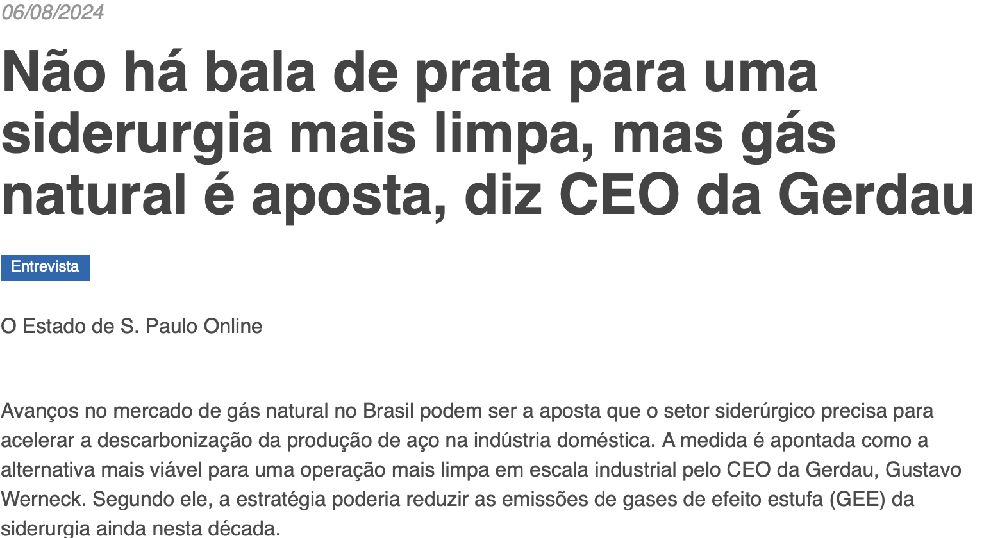 06/08/2024
Não há bala de prata para uma
siderurgia mais limpa, mas gás
natural é aposta, diz CEO da Gerdau
Entrevista
O Estado de S. Paulo Online
Avanços no mercado de gás natural no Brasil podem ser a aposta que o setor siderúrgico precisa para
acelerar a descarbonização da produção de aço na indústria doméstica. A medida é apontada como a
alternativa mais viável para uma operação mais limpa em escala industrial pelo CEO da Gerdau, Gustavo
Werneck. Segundo ele, a estratégia poderia reduzir as emissões de gases de efeito estufa (GEE) da
siderurgia ainda nesta década.